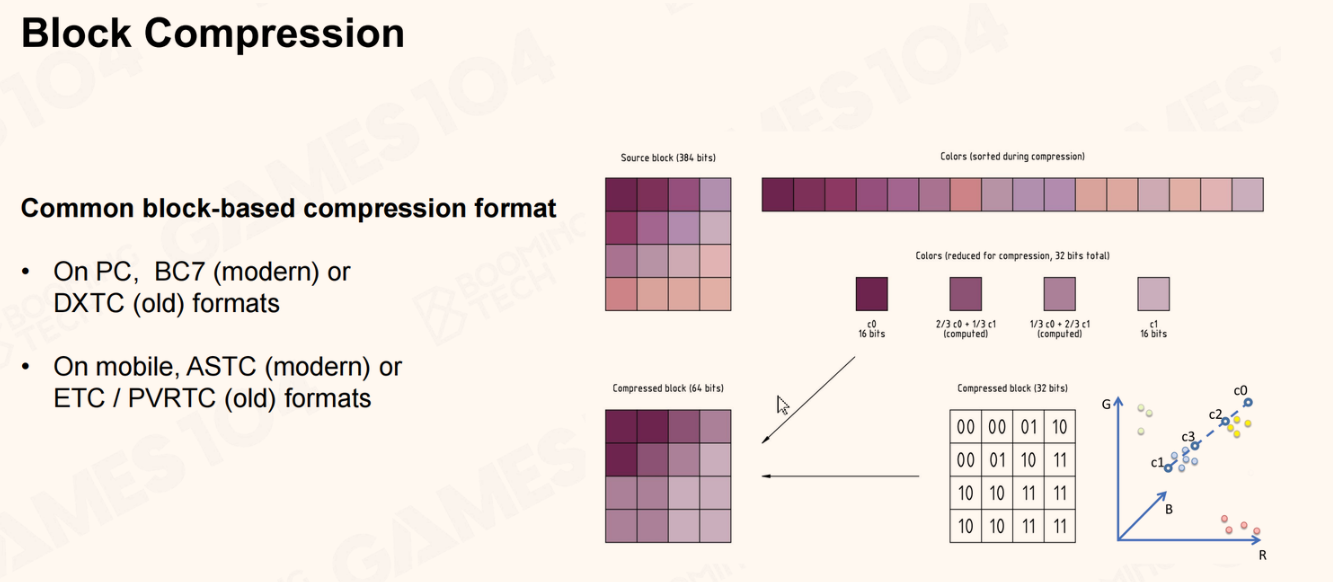 Block Compression
Common block-based compression format
• On PC, BC7 (modern) or
DXTC (old) formats
• On mobile, ASTC (modern) or
ETC / PVRTC (old) formats
Source block (384 bits)
Colors (sorted during compression)
Colors (reduced for compression, 32 bits total)
c0
16 bits
2/3 c0 + 1/3 c1
(computed)
1/3 c0 + 2/3 c1
(computed)
c1
16 bits
Compressed block (64 bits)
Compressed block (32 bits)
00 00 01 10
00 01 10 11
10 10 11 11
10 10 11 11
G
c0
c2
c3
c1
B
R
GAMES104
BOOMING
TECH